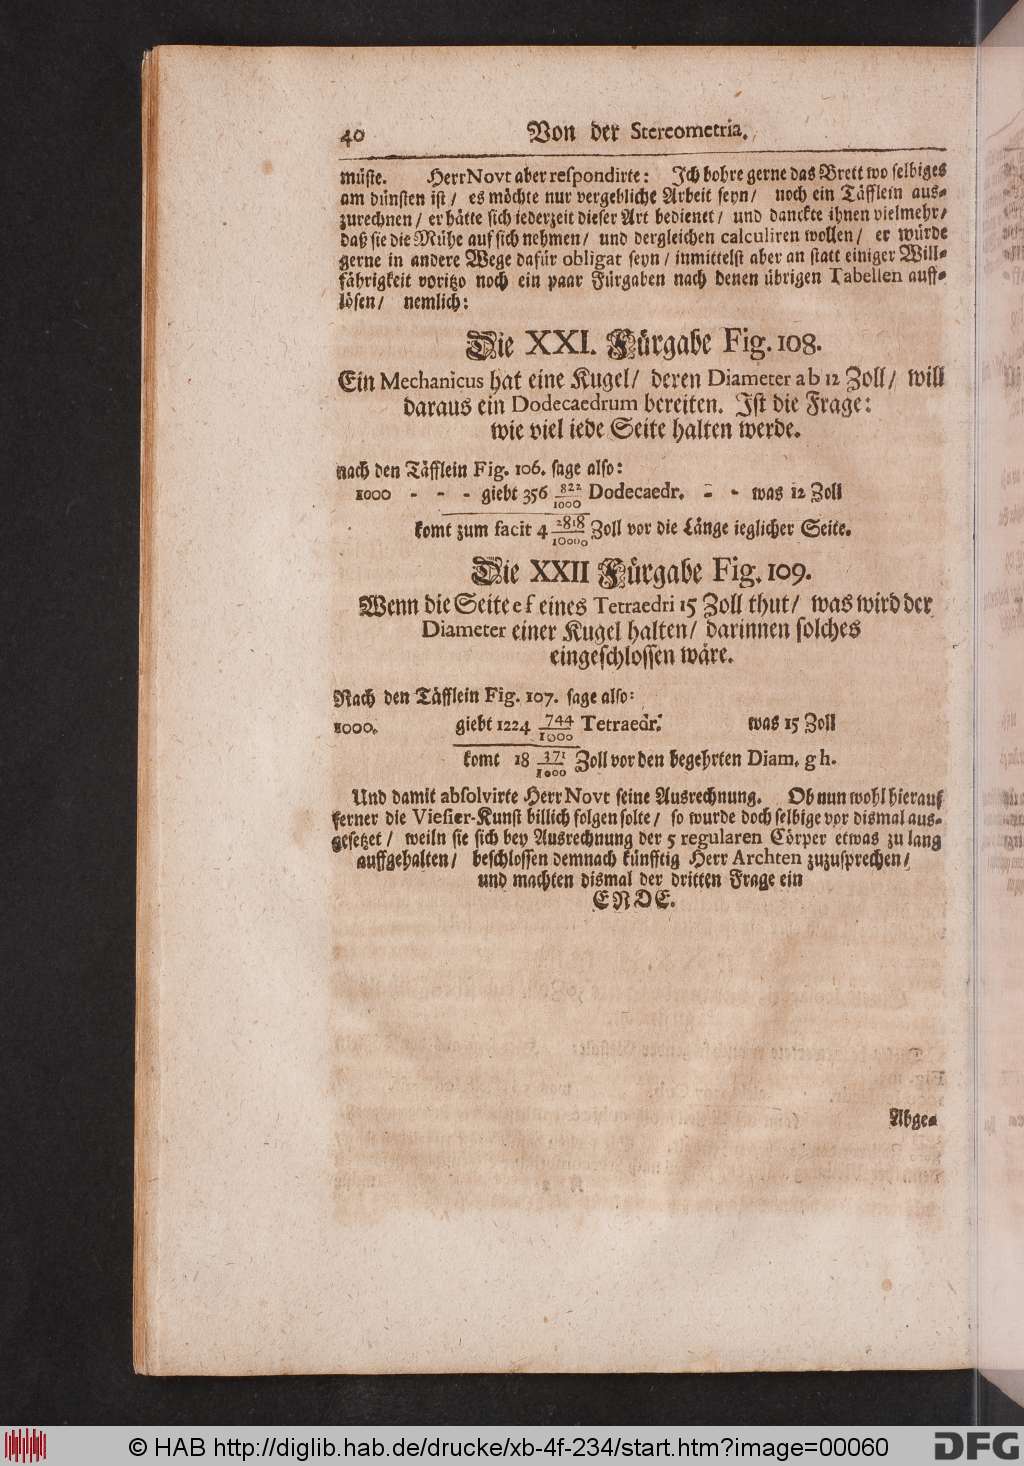 40 Von der Stereometria.
müste. Herr Novt aber respondirte: Ich bohre gerne das Brett wo selbiges
am dünsten ist / es möchte nur vergebliche Arbeit seyn / noch ein Täfflein aus-
zurechnen / er hätte sich iederzeit dieser Art bedienet / und danckte ihnen vielmehr /
daß sie die Mühe auf sich nehmen / und dergleichen calculiren wollen / er würde
gerne in andere Wege dafür obligat seyn / inmittelst aber an statt einiger Will-
fährigkeit voritzo noch ein paar Fürgaben nach denen übrigen Tabellen auff-
lösen / nemlich:
Die XXI. Fürgabe Fig. 108.
Ein Mechanicus hat eine Kugel / deren Diameter a b 12 Zoll / will
daraus ein Dodecaedrum bereiten. Ist die Frage:
wie viel iede Seite halten werde.
nach den Täfflein Fig. 106. sage also:
1000 - - - giebt 356 822/1000 Dodecaedr. - - was 12 Zoll
komt zum facit 4 2818/10000 Zoll vor die Länge ieglicher Seite.
Die XXII Fürgabe Fig. 109.
Wenn die Seite e f eines Tetraedri 15 Zoll thut / was wird der
Diameter einer Kugel halten / darinnen solches
eingeschlossen wäre.
Nach den Täfflein Fig. 107. sage also:
1000. giebt 1224 744/1000 Tetraedr. was 15 Zoll
komt 18 371/1000 Zoll vor den begehrten Diam. g h.
Und damit absolvirte Herr Novt seine Ausrechnung. Ob nun wohl hierauf
ferner die Visier-Kunst billich folgen solte / so wurde doch selbige vor dismal aus-
gesetzet / weiln sie sich bey Ausrechnung der 5 regularen Cörper etwas zu lang
auffgehalten / beschlossen demnach künfftig Herr Archten zuzusprechen /
und machten dismal der dritten Frage ein
ENDE.
Abge-
© HAB http://diglib.hab.de/drucke/xb-4f-234/start.htm?image=00060
DFG